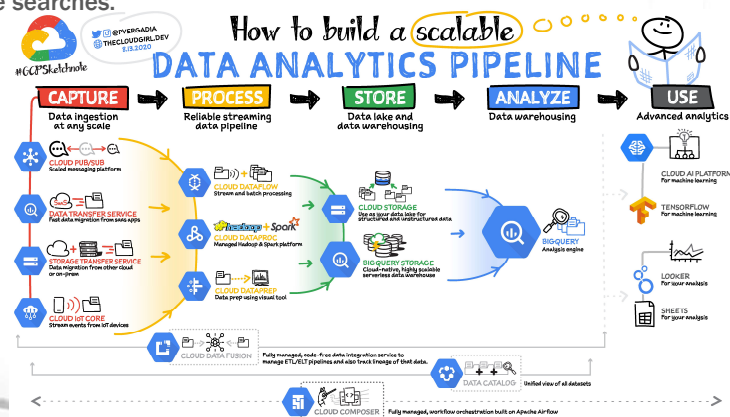 e searches.
@PVERGADIA
THECLOUDGIRL.DEV
8.13.2020
#GCPSketchnote
How to build a scalable
DATA ANALYTICS PIPELINE
CAPTURE
Data ingestion
at any scale
PROCESS
Reliable streaming
data pipeline
STORE
Data lake and
data warehousing
ANALYZE
Data warehousing
USE
Advanced analytics
CLOUD PUB/SUB
Scaled messaging platform
SaaS
DATA TRANSFER SERVICE
Fast data migration from saas apps
STORAGE TRANSFER SERVICE
Data migration from other cloud
or on-prem
CLOUD IOT CORE
Stream events from IoT devices
CLOUD DATAFLOW
Stream and batch processing
hadoop + Spark
CLOUD DATAPROC
Managed Hadoop & Spark platform
CLOUD DATAPREP
Data prep using visual tool
CLOUD STORAGE
Use as your data lake for
structured and unstructured data
BIGQUERY STORAGE
Cloud-native, highly scalable
serverless data warehouse
BIGQUERY
Analysis engine
CLOUD AI PLATFORM
For machine learning
TENSORFLOW
For machine learning
LOOKER
For your analysis
SHEETS
For your analysis
CLOUD DATA FUSION
Fully managed, code-free data integration service to
manage ETL/ELT pipelines and also track lineage of that data.
DATA CATALOG
Unified view of all datasets
CLOUD COMPOSER
Fully managed, workflow orchestration built on Apache Airflow